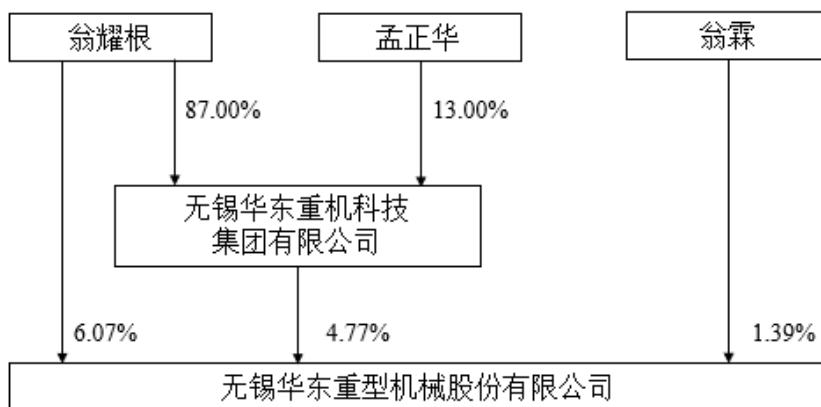 翁耀根
孟正华
翁霖
87.00%
13.00%
无锡华东重机科技
集团有限公司
6.07%
4.77%
1.39%
无锡华东重型机械股份有限公司